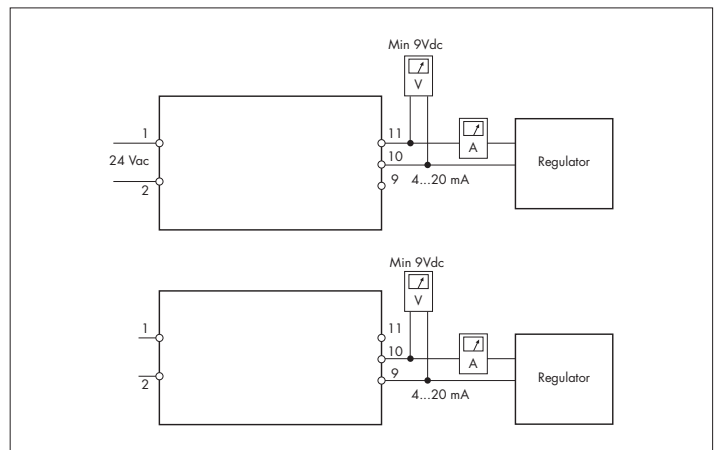 Min 9Vdc
V
1
11
A
24 Vac
10
Regulator
2
9
4...20 mA
Min 9Vdc
V
1
11
10
A
2
9
Regulator
4...20 mA